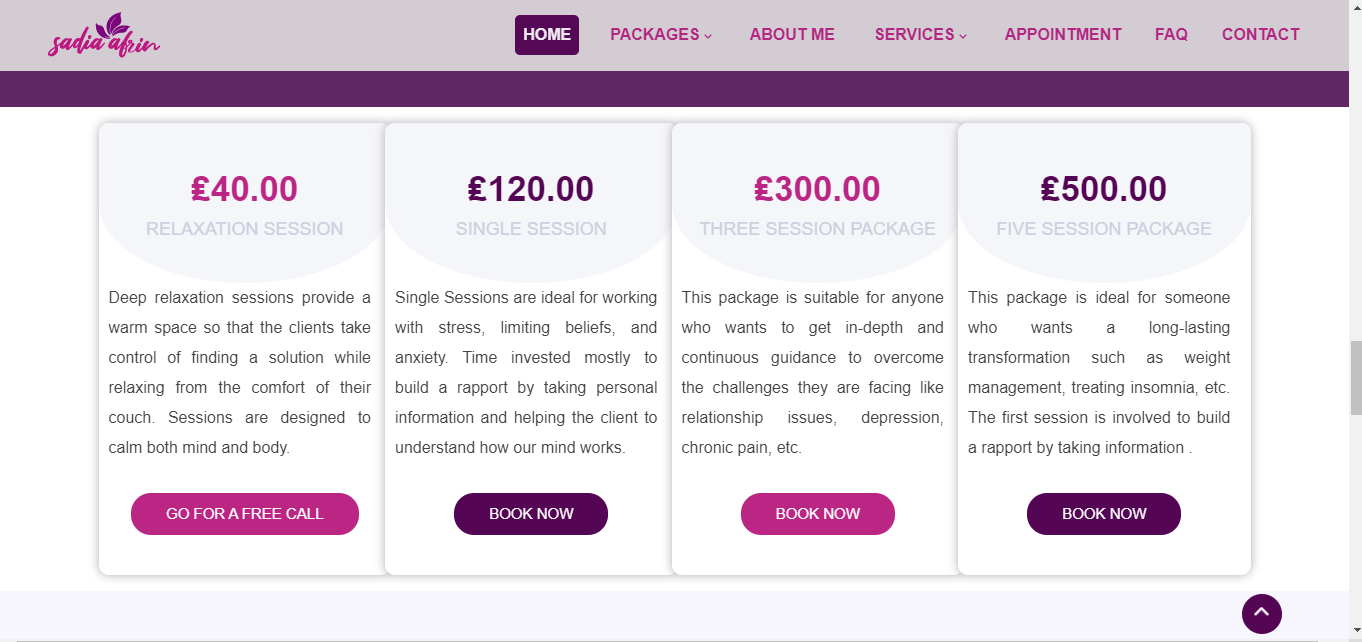 sadia afrin
HOME
PACKAGES
ABOUT ME
SERVICES
APPOINTMENT
FAQ
CONTACT
₤40.00
RELAXATION SESSION
Deep relaxation sessions provide a
warm space so that the clients take
control of finding a solution while
relaxing from the comfort of their
couch. Sessions are designed to
calm both mind and body.
GO FOR A FREE CALL
₤120.00
SINGLE SESSION
Single Sessions are ideal for working
with stress, limiting beliefs, and
anxiety. Time invested mostly to
build a rapport by taking personal
information and helping the client to
understand how our mind works.
BOOK NOW
₤300.00
THREE SESSION PACKAGE
This package is suitable for anyone
who wants to get in-depth and
continuous guidance to overcome
the challenges they are facing like
relationship issues, depression,
chronic pain, etc.
BOOK NOW
₤500.00
FIVE SESSION PACKAGE
This package is ideal for someone
who wants a long-lasting
transformation such as weight
management, treating insomnia, etc.
The first session is involved to build
a rapport by taking information .
BOOK NOW